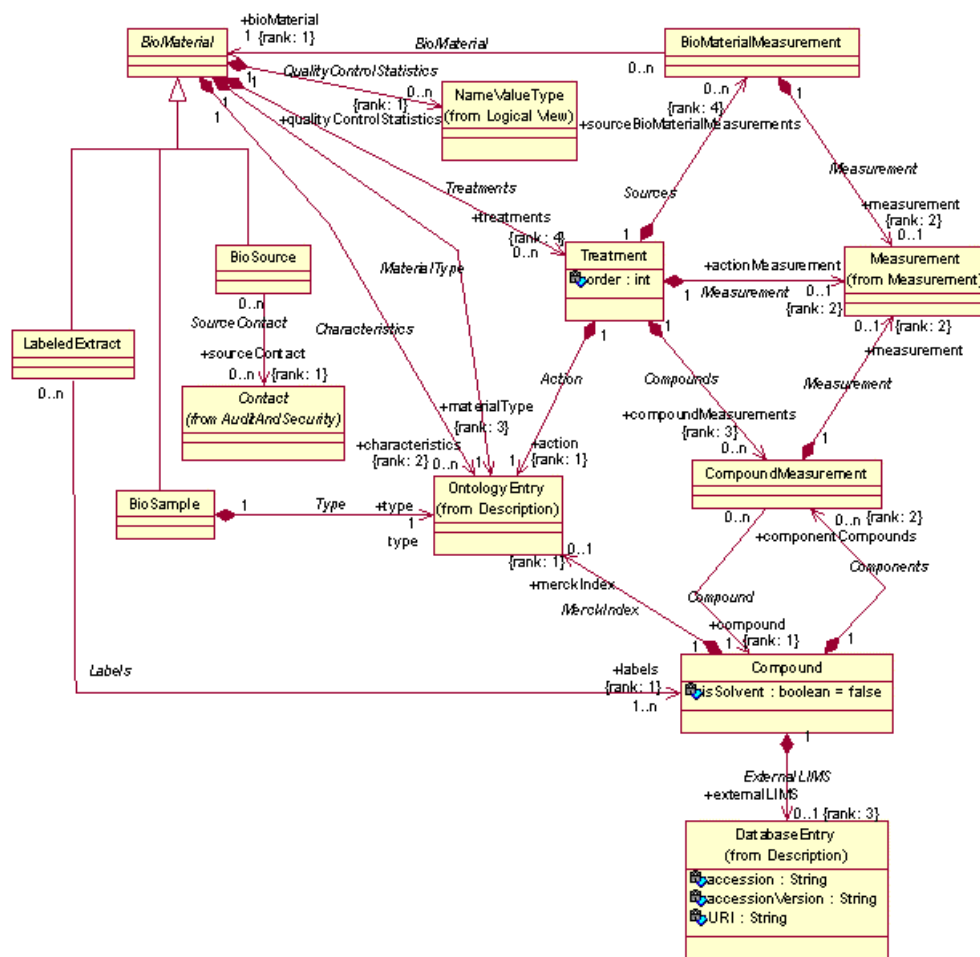 BioMaterial
+bioMaterial
1
{rank: 1}
BioMaterial
BioMaterialMeasurement
0..n
1
QualityControlStatistics
0..n
{rank: 1}
+qualityControlStatistics
NameValueType
(from Logical View)
1
1
1
1
0..n
{rank: 4}
+sourceBioMaterialMeasurements
Measurement
+measurement
{rank: 2}
0..1
Treatments
+treatments
{rank: 4}
0..n
Sources
1
Treatment
order : int
1
+actionMeasurement
Measurement
0..1
{rank: 2}
Measurement
(from Measurement)
0..1
1
{rank: 2}
+measurement
BioSource
0..n
SourceContact
+sourceContact
0..n
{rank: 1}
Contact
(from AuditAndSecurity)
LabeledExtract
0..n
MaterialType
Characteristics
1
1
Action
Compounds
Measurement
+materialType
{rank: 3}
+compoundMeasurements
{rank: 3}
0..n
1
+characteristics
{rank: 2}
0..n
1
+action
1
{rank: 1}
CompoundMeasurement
0..n
0..n
{rank: 2}
+componentCompounds
BioSample
1
Type
+type
1
type
OntologyEntry
(from Description)
{rank: 1}
0..1
+merckIndex
MerckIndex
Compound
Components
+compound
1
1
{rank: 1}
1
Labels
+labels
{rank: 1}
1..n
Compound
isSolvent : boolean = false
1
ExternalLIMS
+externalLIMS
0..1
{rank: 3}
DatabaseEntry
(from Description)
accession : String
accessionVersion : String
URI : String